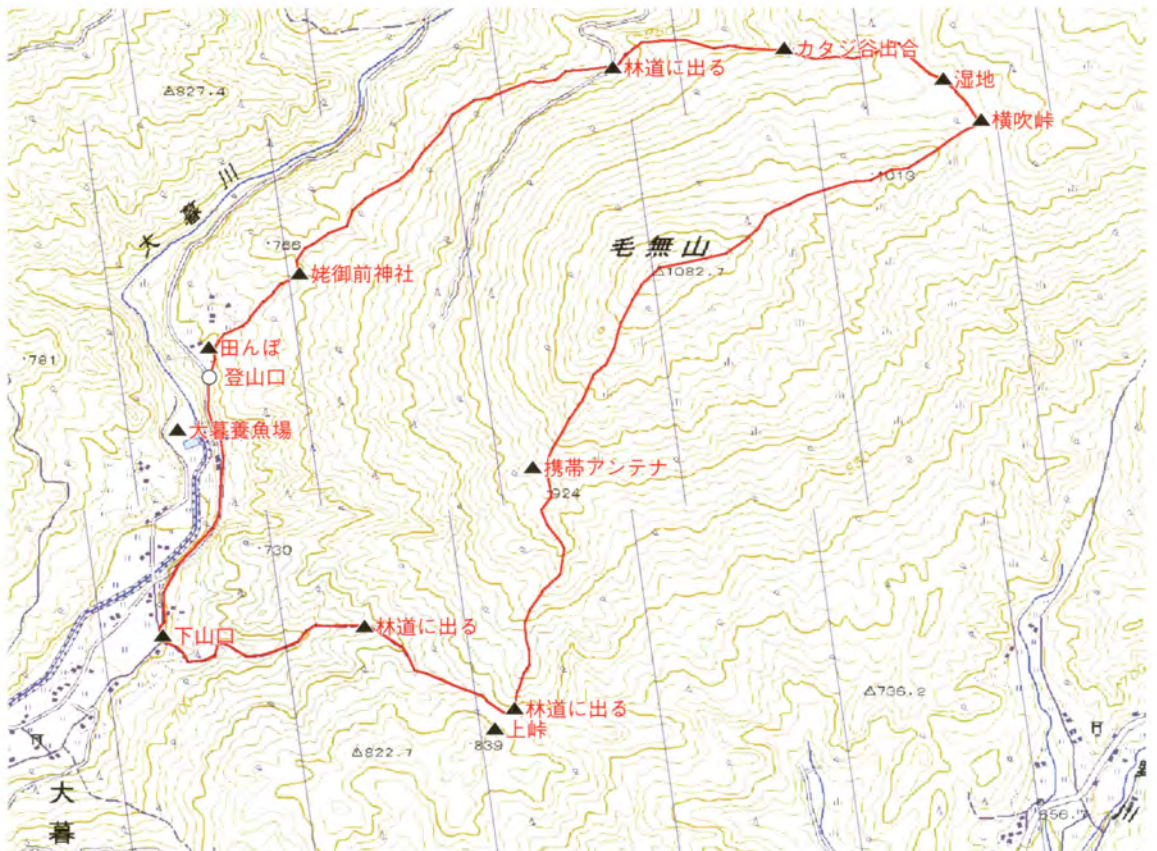 林道に出る
カタジ谷出合
湿地
横吹峠
△827.4
大暮川
・1013
毛無山
△1082.7
・766
姥御前神社
田んぼ
・781
登山口
大暮養魚場
携帯アンテナ
・924
・730
下山口
林道に出る
△736.2
林道に出る
上峠
839
△822.7
大暮
656.7
川